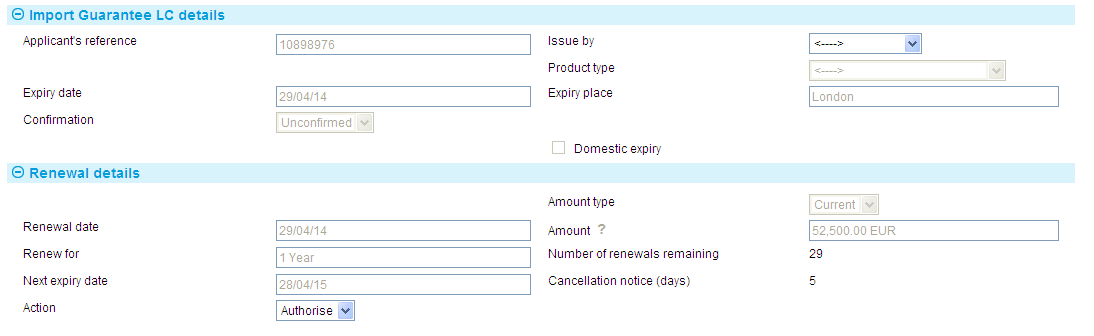 Import Guarantee LC details
Applicant's reference 10898976 Issue by <---->
Product type <---->
Expiry date 29/04/14 Expiry place London
Confirmation Unconfirmed
Domestic expiry
Renewal details
Amount type Current
Renewal date 29/04/14 Amount ? 52,500.00 EUR
Renew for 1 Year Number of renewals remaining 29
Next expiry date 28/04/15 Cancellation notice (days) 5
Action Authorise